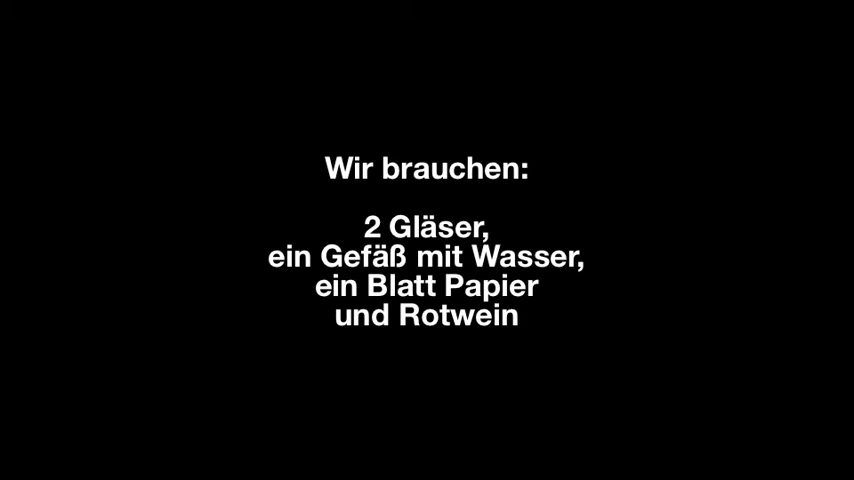 Wir brauchen:
2 Gläser,
ein Gefäß mit Wasser,
ein Blatt Papier
und Rotwein